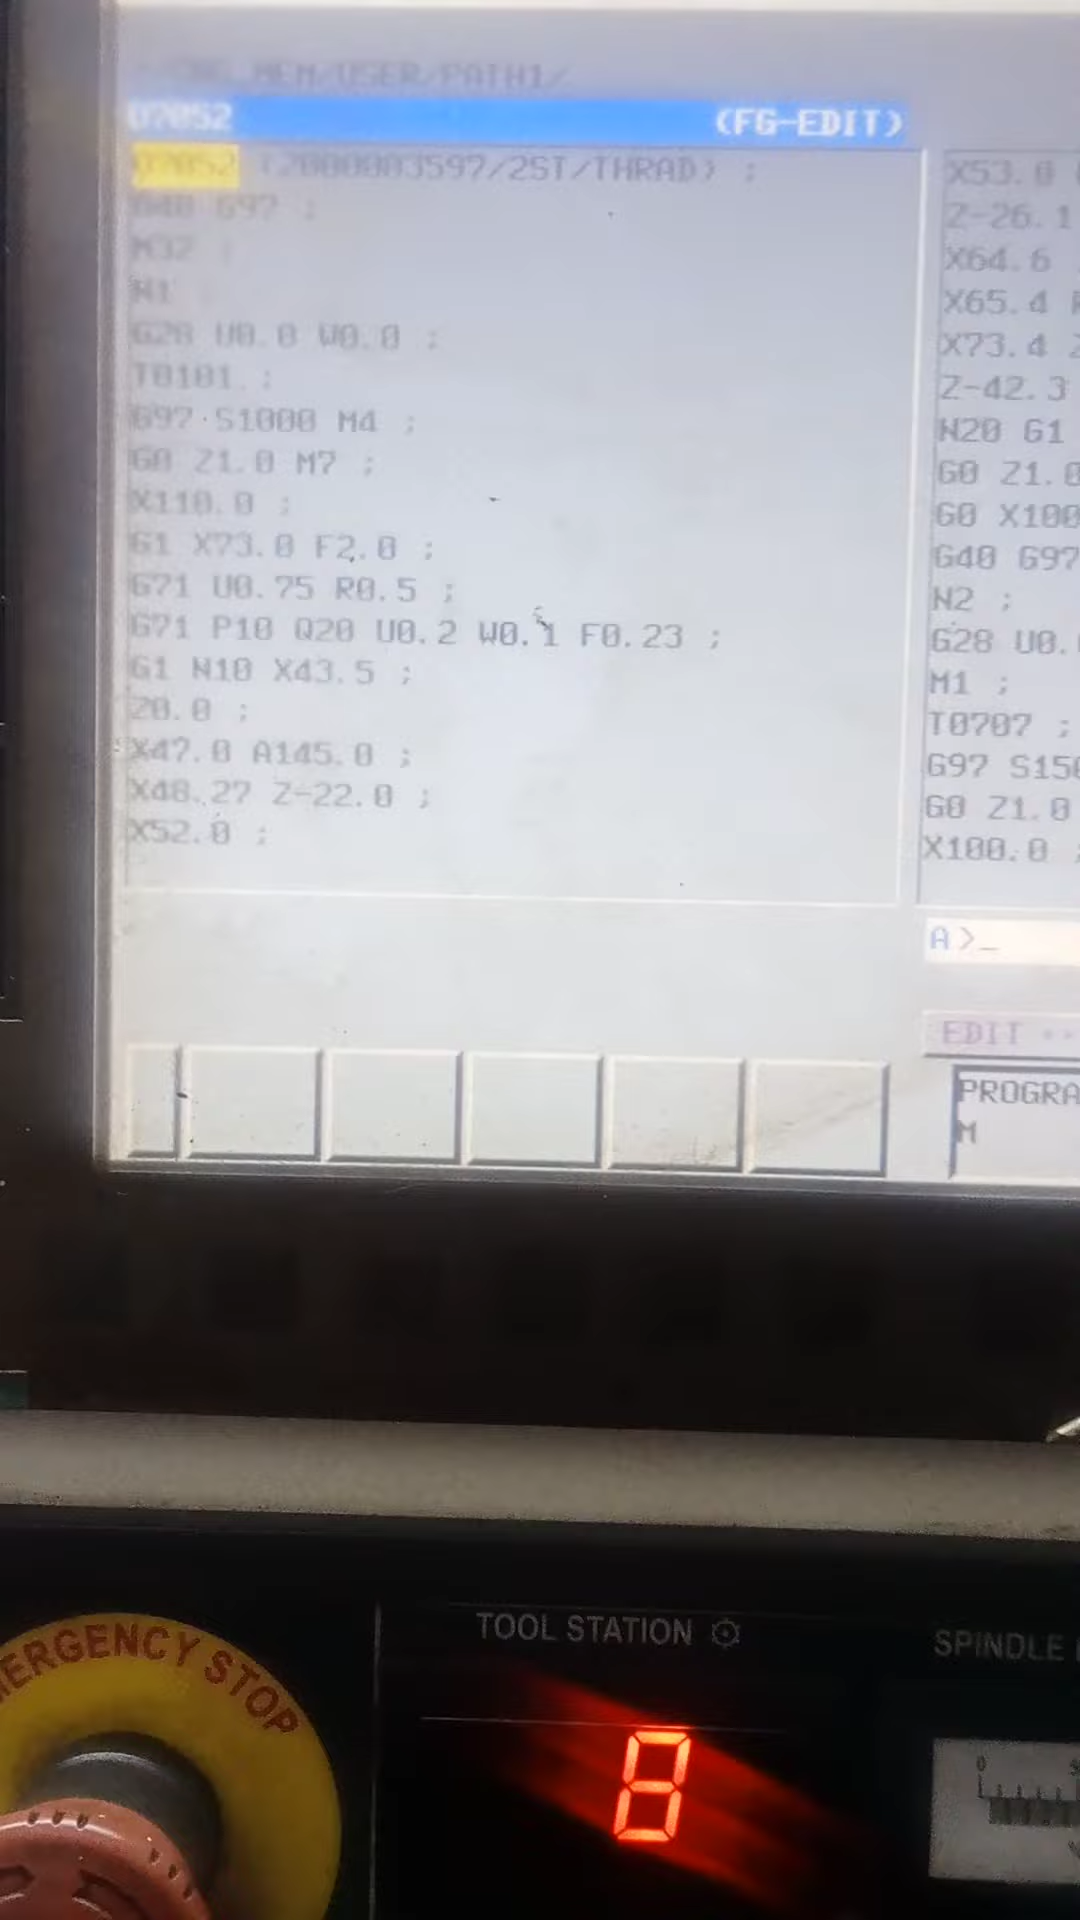 MEM/USER/PATH1/
O7052 (FG-EDIT)
O7052 (2000003597/2ST/THRAD) ;
G40 G97 ;
M32 ;
N1
G28 U0.0 W0.0 ;
T0101 ;
G97 S1000 M4 ;
G0 Z1.0 M7 ;
X110.0 ;
G1 X73.0 F2.0 ;
G71 U0.75 R0.5 ;
G71 P10 Q20 U0.2 W0.1 F0.23 ;
G1 N10 X43.5 ;
Z0.0 ;
X47.0 A145.0 ;
X48.27 Z-22.0 ;
X52.0 ;
X53.0
Z-26.1
X64.6
X65.4
X73.4
Z-42.3
N20 G1
G0 Z1.0
G0 X100
G40 G97
N2 ;
G28 U0.
M1 ;
T0707 ;
G97 S150
G0 Z1.0
X100.0 ;
A>_
EDIT
PROGRA
M
EMERGENCY STOP
TOOL STATION
SPINDLE
8
0